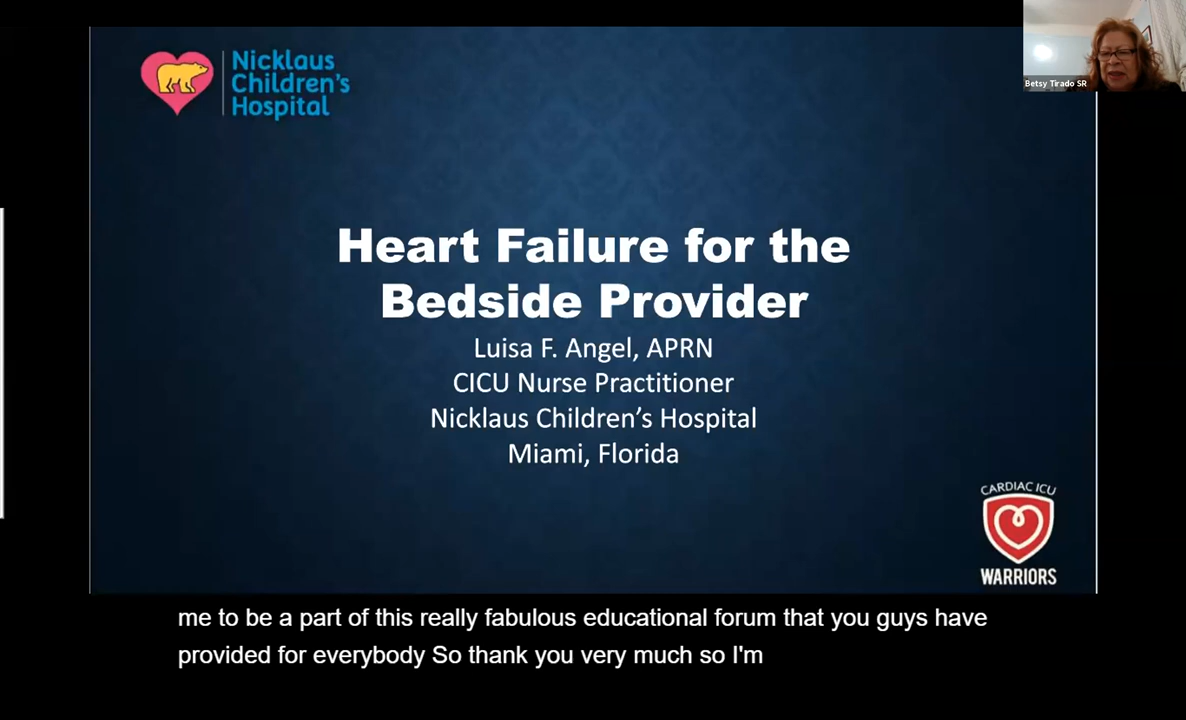 Nicklaus
Children's
Hospital
Betsy Tirado SR
Heart Failure for the
Bedside Provider
Luisa F. Angel, APRN
CICU Nurse Practitioner
Nicklaus Children’s Hospital
Miami, Florida
CARDIAC ICU
WARRIORS
me to be a part of this really fabulous educational forum that you guys have
provided for everybody So thank you very much so I'm